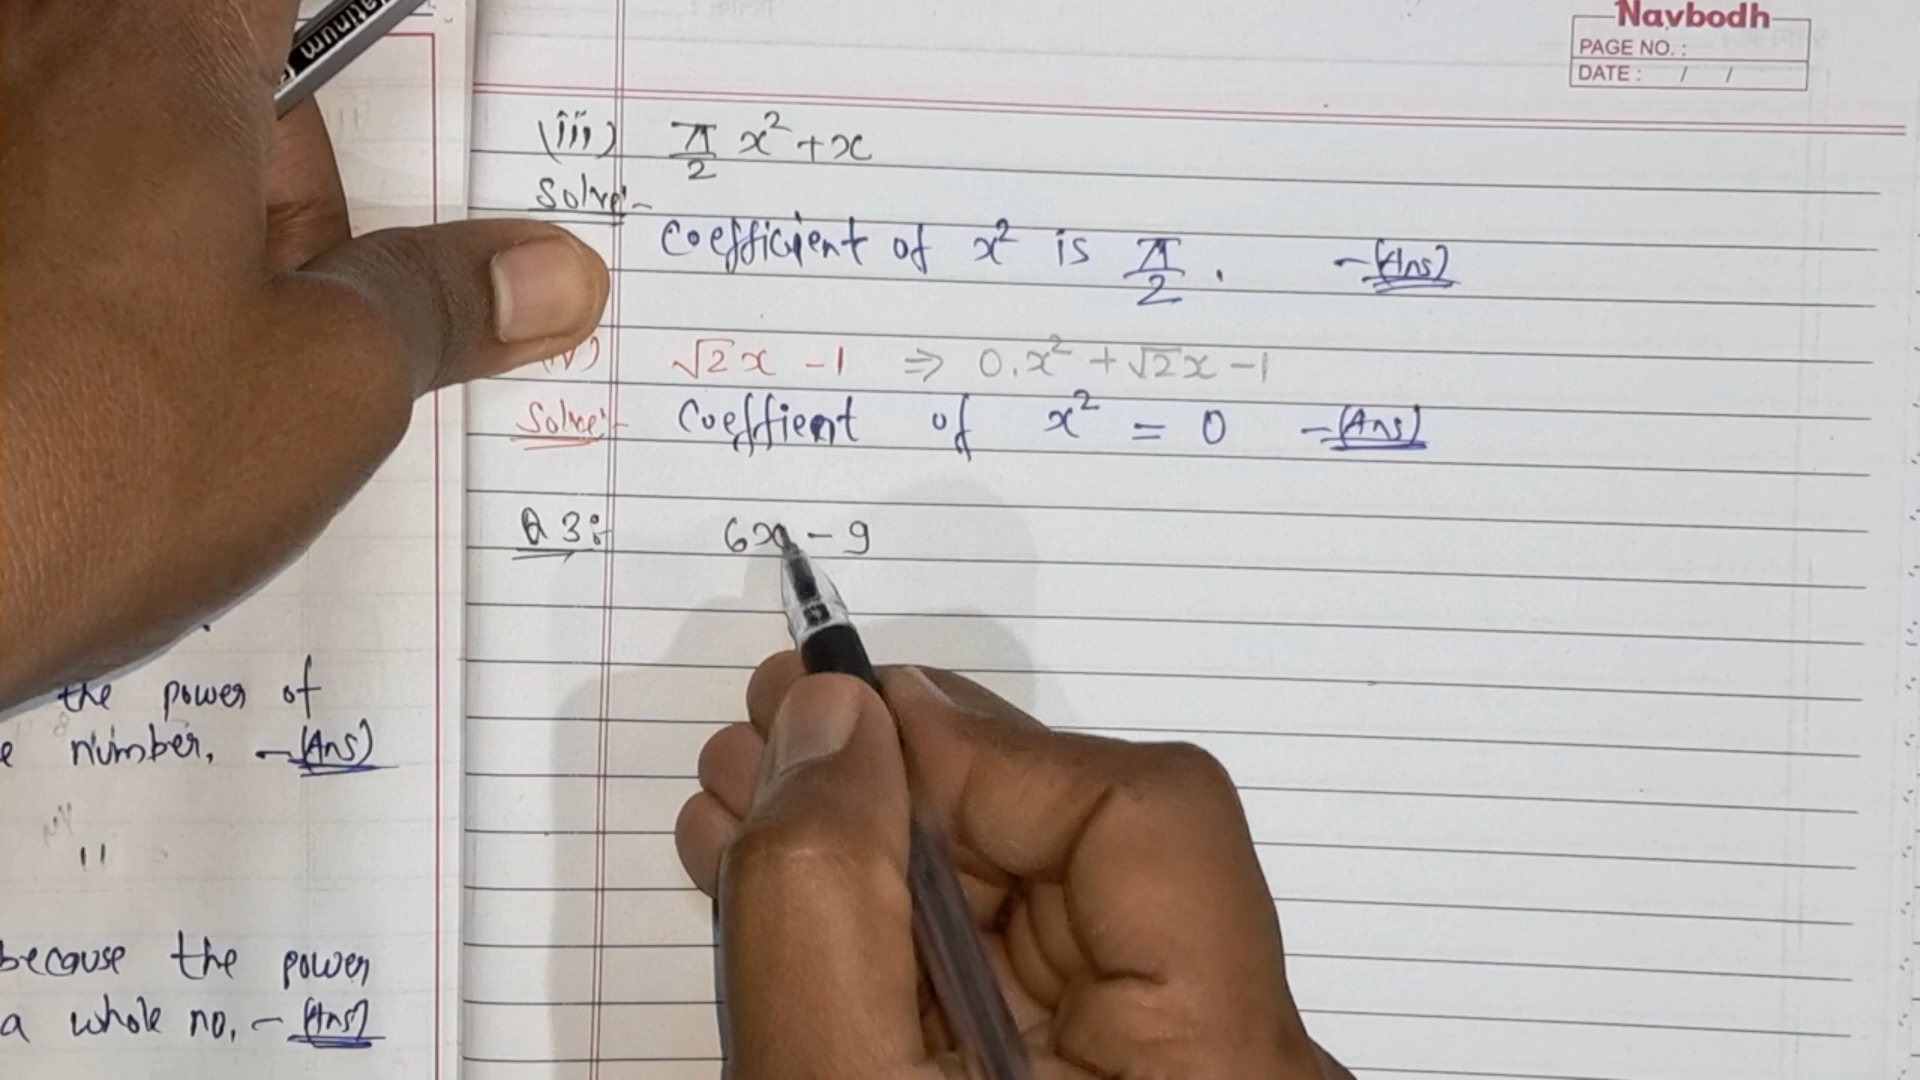 Navbodh
PAGE NO. :
DATE : / /
(iii) π/2 x² + x
Solve:-
Coefficient of x² is π/2. -(Ans)
√2x - 1 ⇒ 0.x² + √2x - 1
Solve:- Coeffient of x² = 0 -(Ans)
Q 3:- 6x - 9
the power of
number, -(Ans)
11
because the power
a whole no, - (Ans)